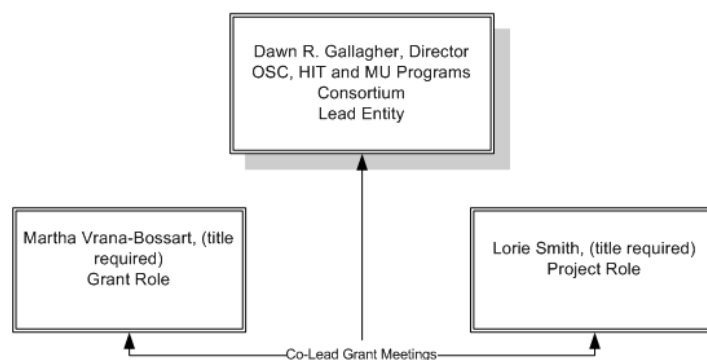 Dawn R. Gallagher, Director
OSC, HIT and MU Programs
Consortium
Lead Entity
Martha Vrana-Bossart, (title
required)
Grant Role
Lorie Smith, (title required)
Project Role
Co-Lead Grant Meetings